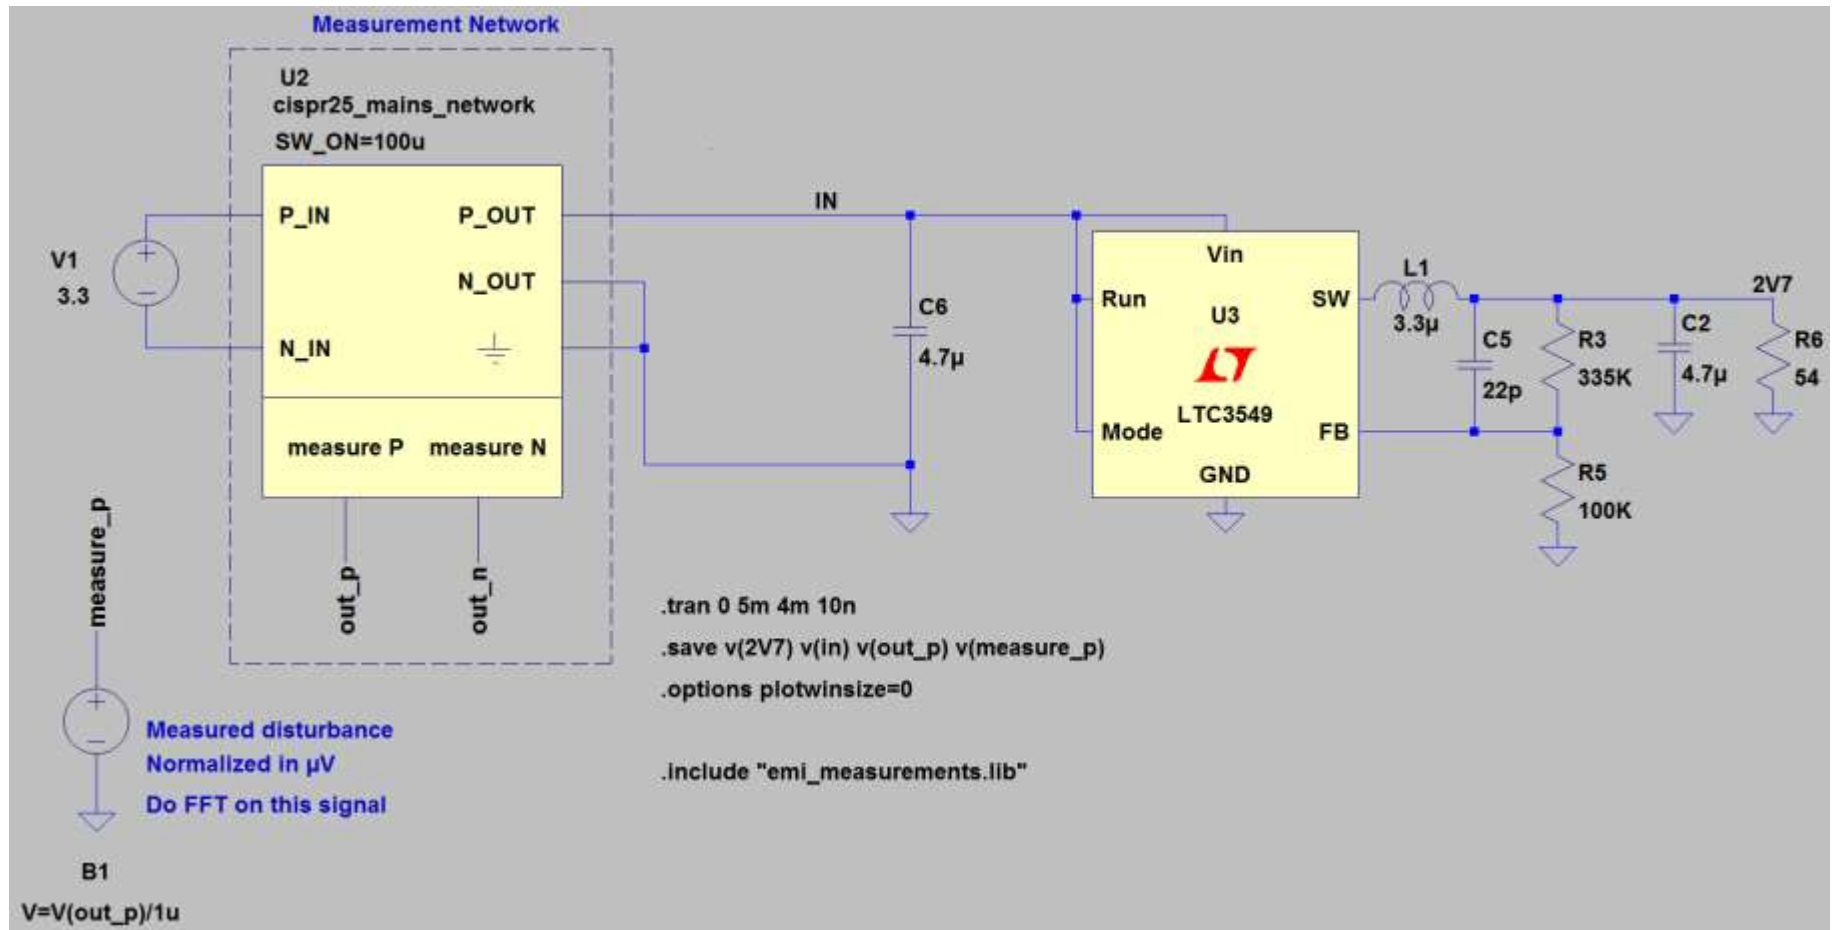 Measurement Network
U2
cispr25_mains_network
SW_ON=100u
P_IN
P_OUT
N_OUT
N_IN
measure P
measure N
out_p
out_n
V1
3.3
IN
C6
4.7µ
Vin
Run
SW
U3
LTC3549
Mode
FB
GND
L1
3.3µ
2V7
C5
22p
R3
335K
C2
4.7µ
R6
54
R5
100K
measure_p
Measured disturbance
Normalized in µV
Do FFT on this signal
B1
V=V(out_p)/1u
.tran 0 5m 4m 10n
.save v(2V7) v(in) v(out_p) v(measure_p)
.options plotwinsize=0
.include "emi_measurements.lib"